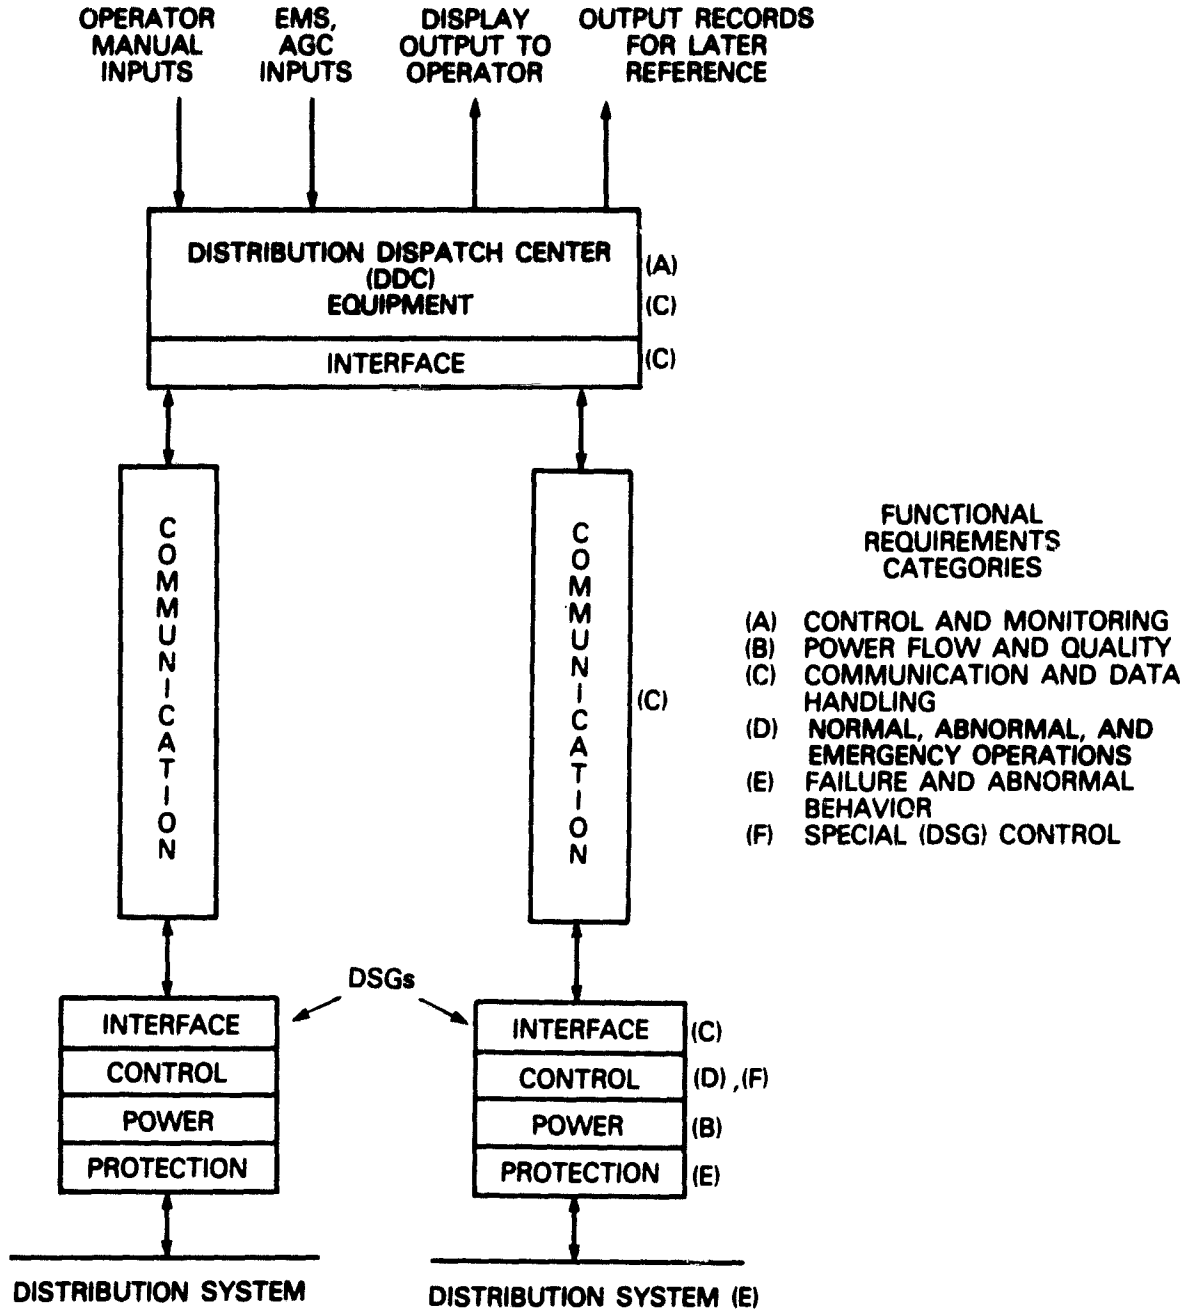 OPERATOR MANUAL INPUTS
EMS, AGC INPUTS
DISPLAY OUTPUT TO OPERATOR
OUTPUT RECORDS FOR LATER REFERENCE
DISTRIBUTION DISPATCH CENTER
(DDC)
EQUIPMENT
(A)
(C)
INTERFACE
(C)
COMMUNICATION
COMMUNICATION
(C)
FUNCTIONAL
REQUIREMENTS
CATEGORIES
(A) CONTROL AND MONITORING
(B) POWER FLOW AND QUALITY
(C) COMMUNICATION AND DATA
HANDLING
(D) NORMAL, ABNORMAL, AND
EMERGENCY OPERATIONS
(E) FAILURE AND ABNORMAL
BEHAVIOR
(F) SPECIAL (DSG) CONTROL
DSGs
INTERFACE
CONTROL
POWER
PROTECTION
DISTRIBUTION SYSTEM
INTERFACE (C)
CONTROL (D) ,(F)
POWER (B)
PROTECTION (E)
DISTRIBUTION SYSTEM (E)